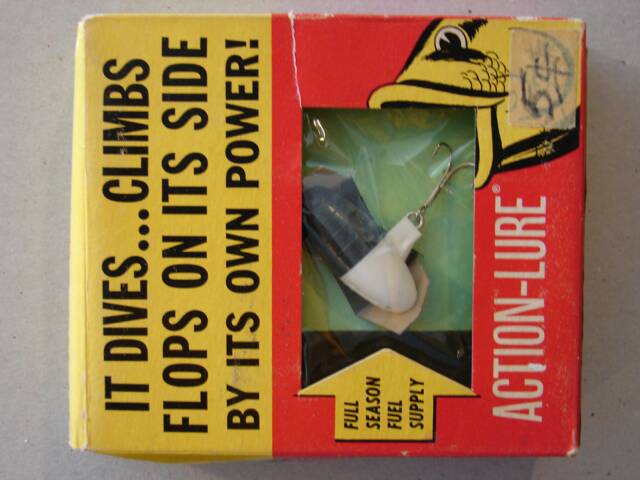 IT DIVES...CLIMBS
FLOPS ON ITS SIDE
BY ITS OWN POWER!
FULL
SEASON
FUEL
SUPPLY
ACTION-LURE®